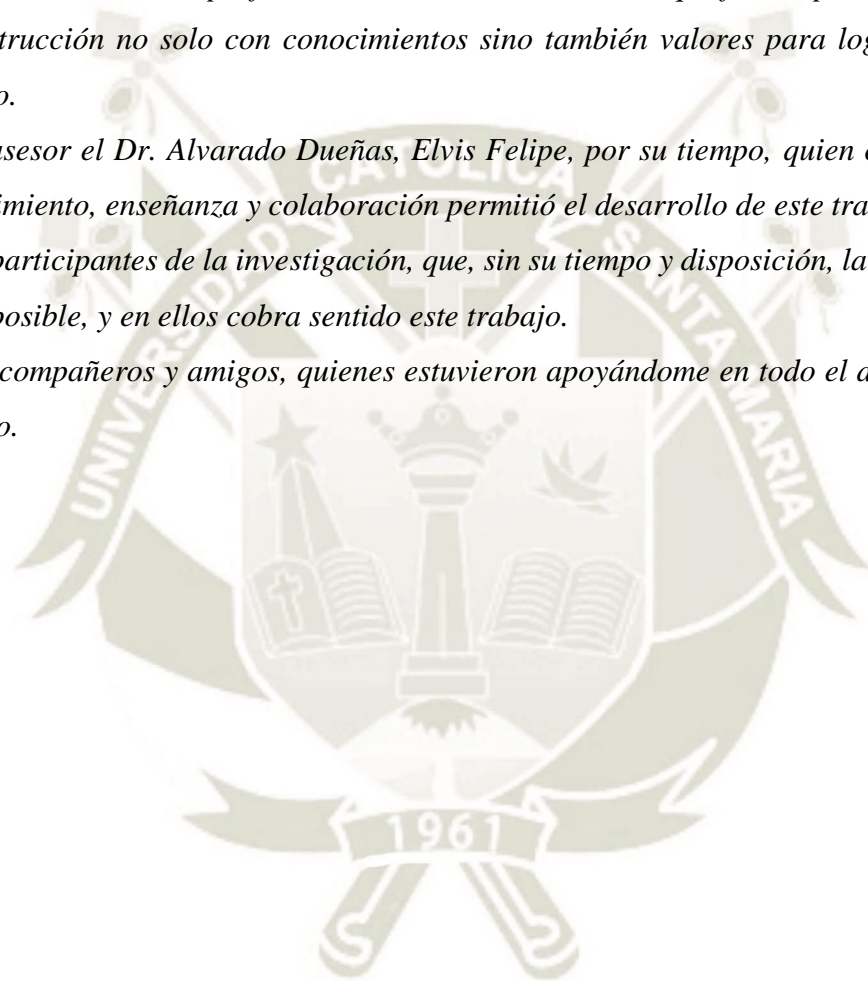 trucción no solo con conocimientos sino también valores para log
o.
asesor el Dr. Alvarado Dueñas, Elvis Felipe, por su tiempo, quien
imiento, enseñanza y colaboración permitió el desarrollo de este tra
participantes de la investigación, que, sin su tiempo y disposición, la
posible, y en ellos cobra sentido este trabajo.
compañeros y amigos, quienes estuvieron apoyándome en todo el
o.
UNIVERSIDAD CATOLICA SANTA MARIA
1961